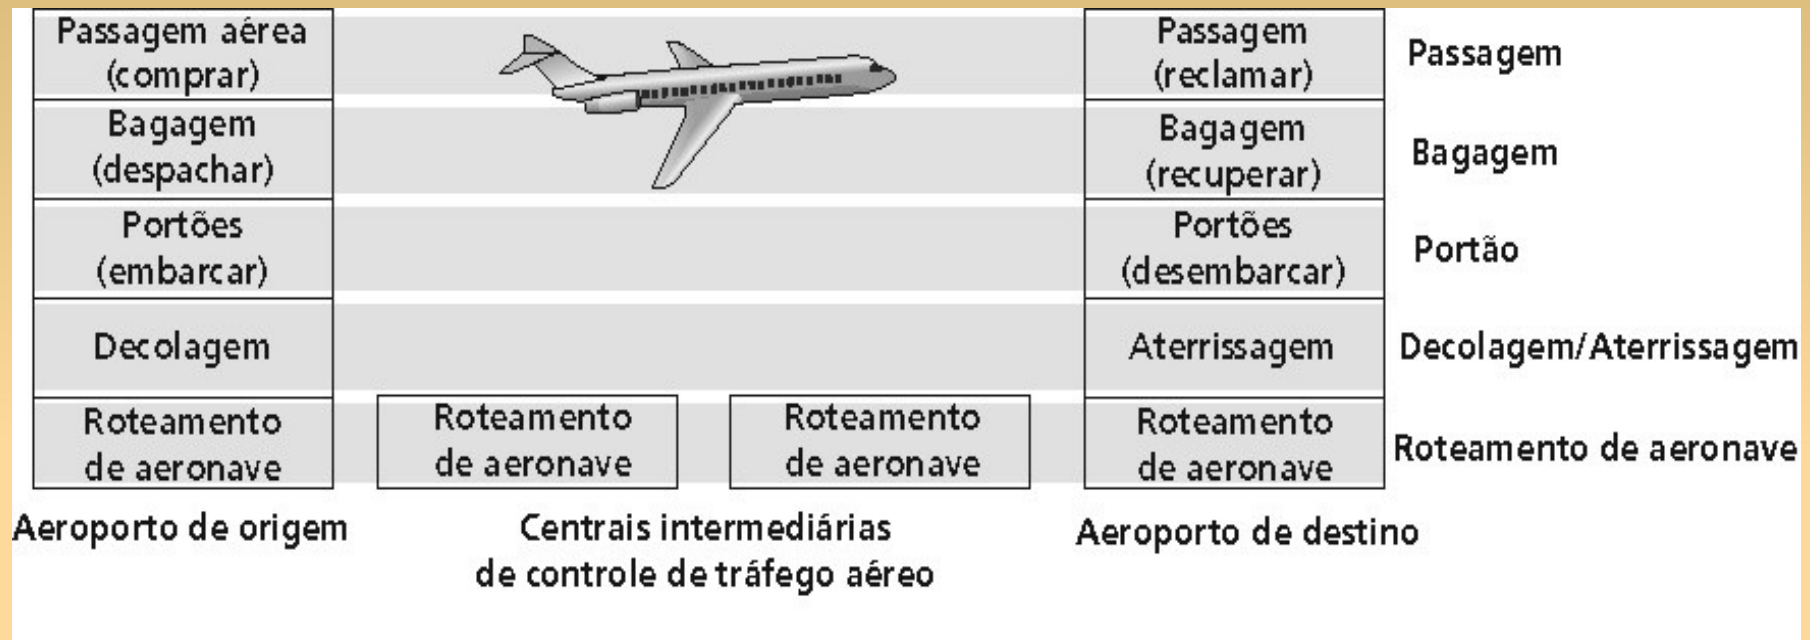 Passagem aérea
(comprar)
Passagem
(reclamar)
Passagem
Bagagem
(despachar)
Bagagem
(recuperar)
Bagagem
Portões
(embarcar)
Portões
(desembarcar)
Portão
Decolagem
Aterrissagem
Decolagem/Aterrissagem
Roteamento
de aeronave
Roteamento
de aeronave
Roteamento
de aeronave
Roteamento
de aeronave
Roteamento de aeronave
Aeroporto de origem
Centrais intermediárias
de controle de tráfego aéreo
Aeroporto de destino